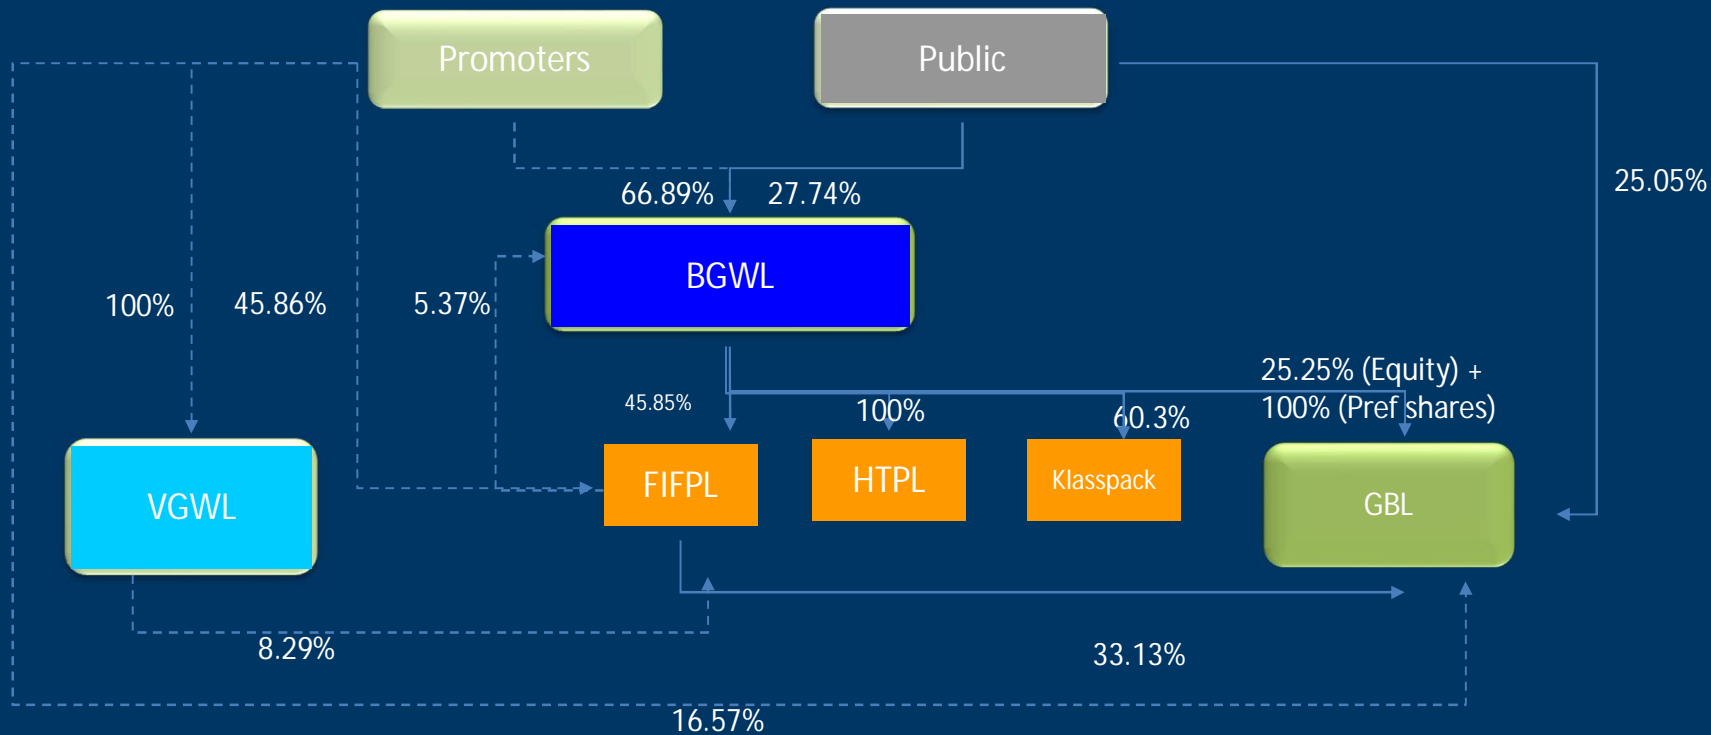 Promoters
Public
25.05%
66.89%
27.74%
BGWL
100%
45.86%
5.37%
25.25% (Equity) +
100% (Pref shares)
45.85%
100%
60.3%
VGWL
FIFPL
HTPL
Klasspack
GBL
8.29%
33.13%
16.57%